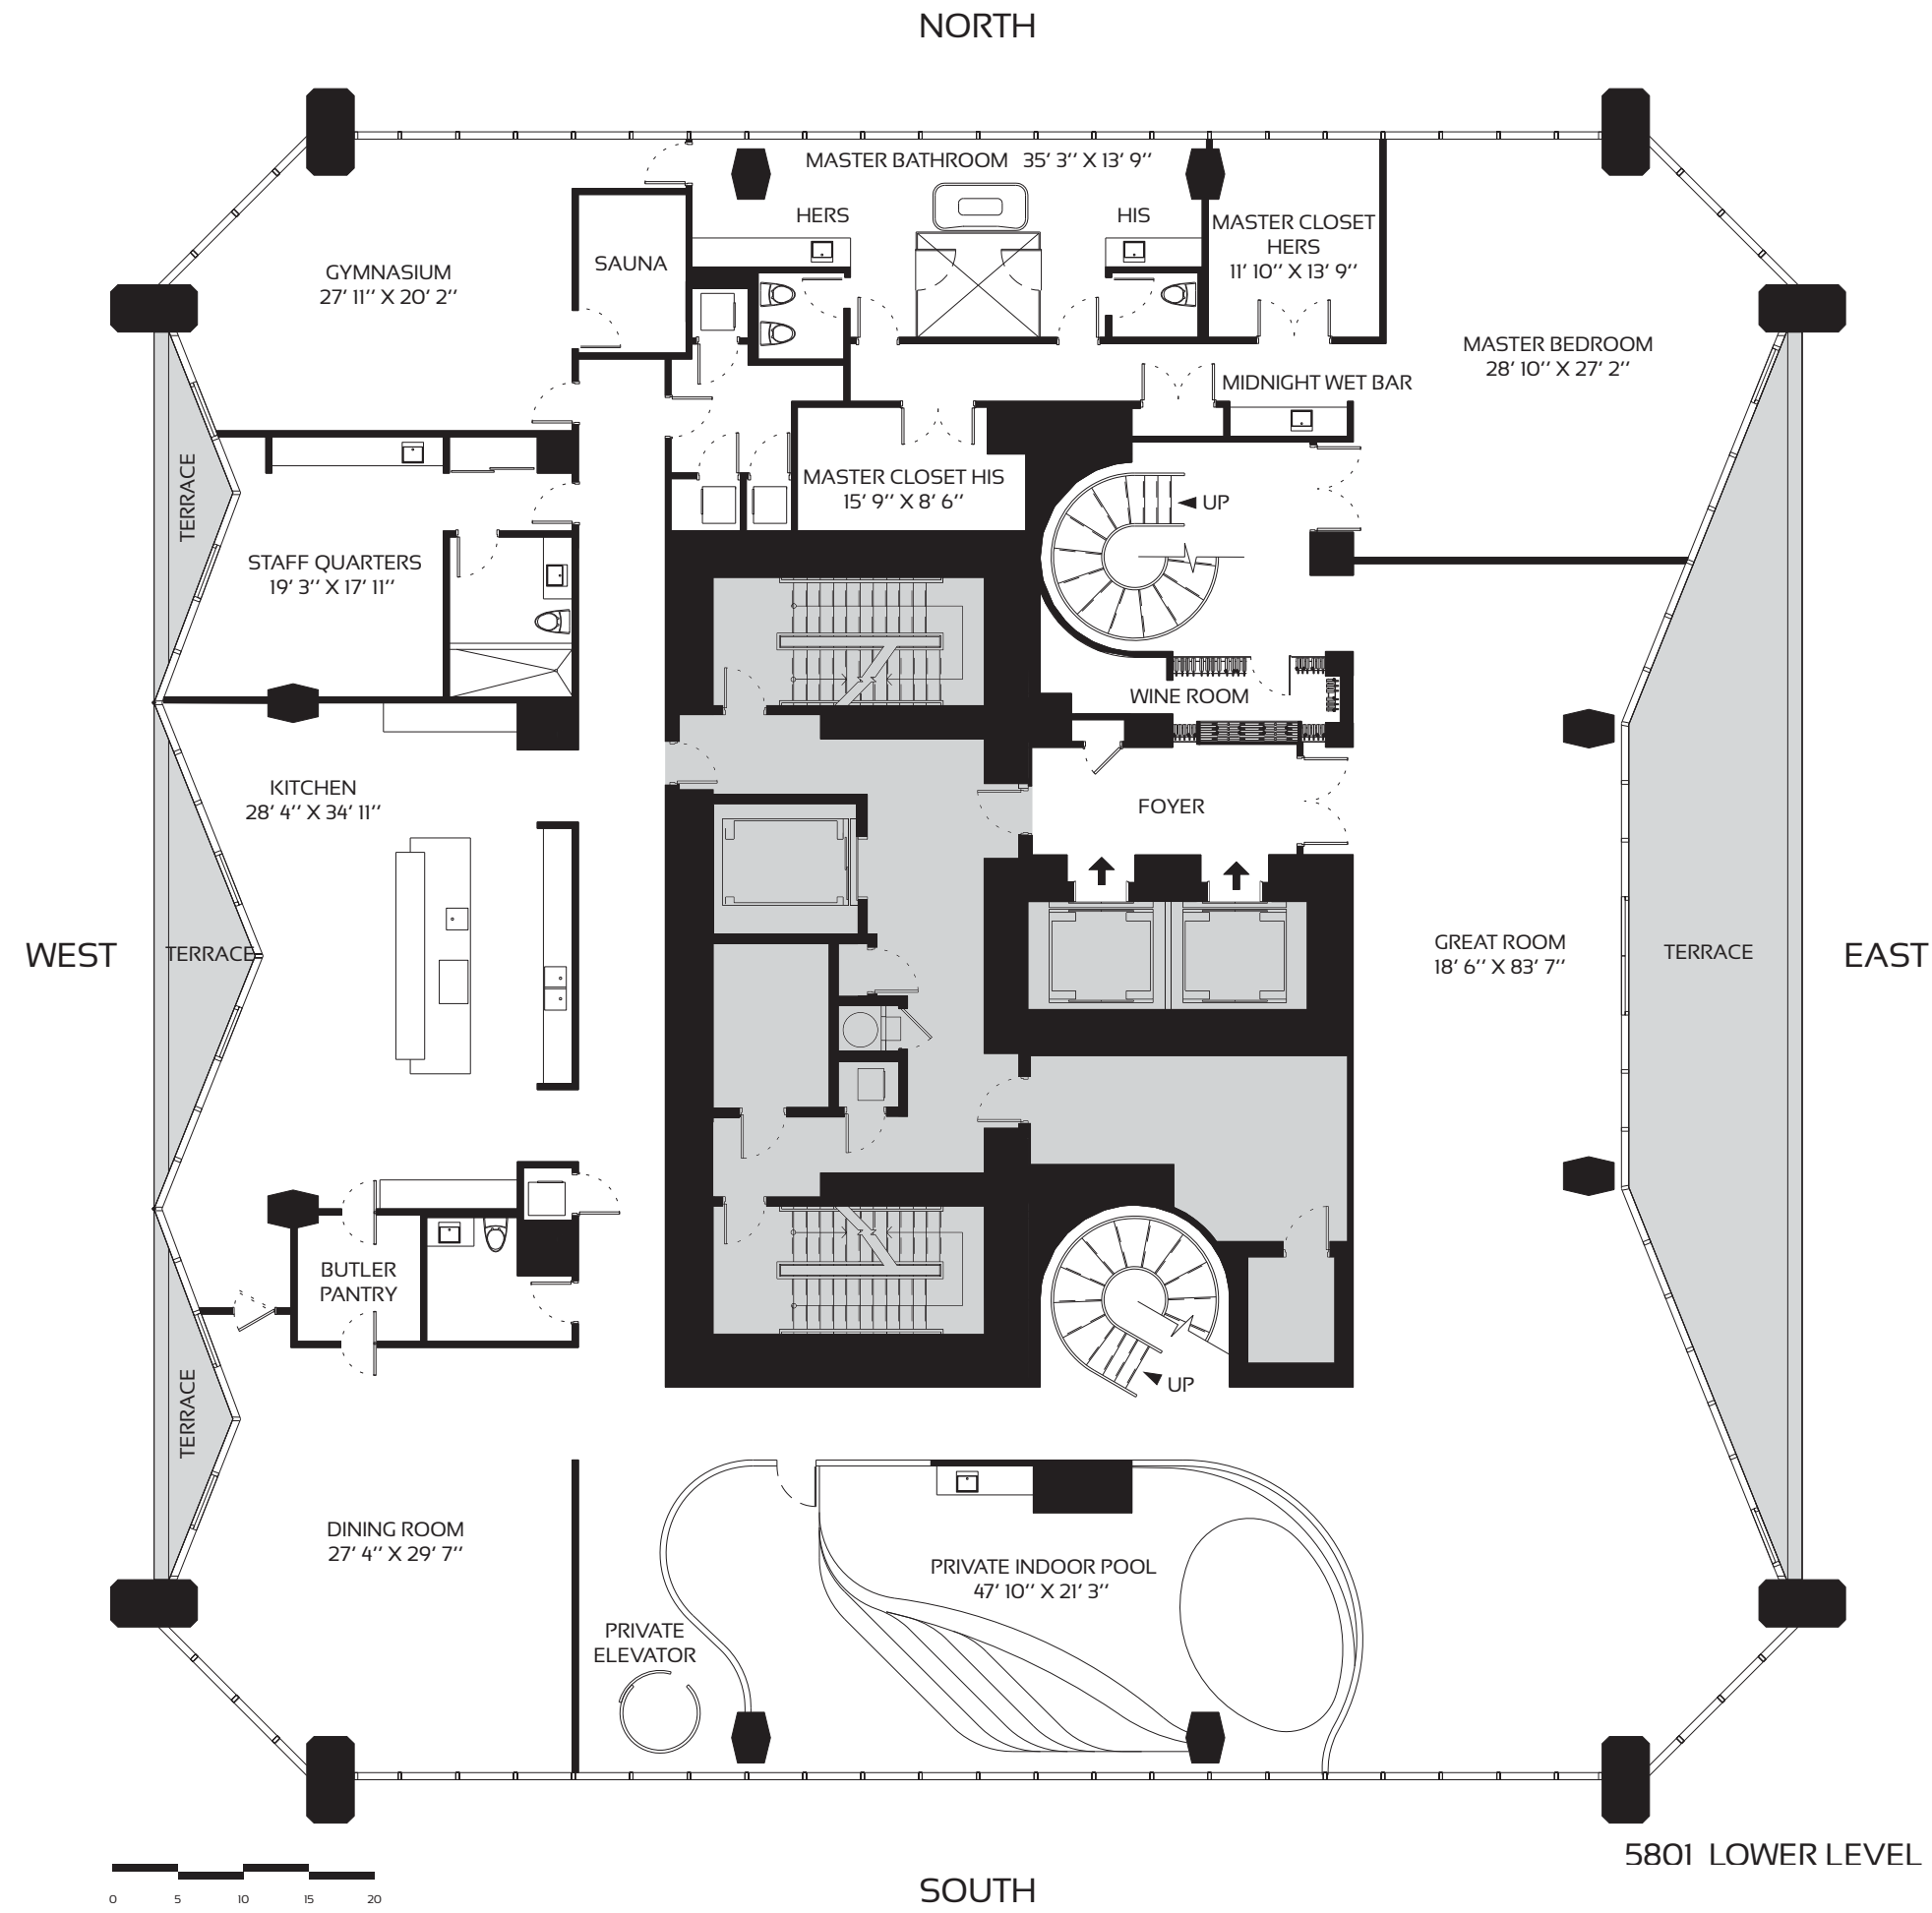 NORTH
MASTER BATHROOM 35' 3'' X 13' 9''
HERS
HIS
MASTER CLOSET
HERS
11' 10'' X 13' 9''
SAUNA
GYMNASIUM
27' 11'' X 20' 2''
MASTER BEDROOM
28' 10'' X 27' 2''
MIDNIGHT WET BAR
TERRACE
MASTER CLOSET HIS
15' 9'' X 8' 6''
UP
STAFF QUARTERS
19' 3'' X 17' 11''
WINE ROOM
KITCHEN
28' 4'' X 34' 11''
FOYER
WEST
TERRACE
GREAT ROOM
18' 6'' X 83' 7''
TERRACE
EAST
BUTLER
PANTRY
TERRACE
UP
DINING ROOM
27' 4'' X 29' 7''
PRIVATE INDOOR POOL
47' 10'' X 21' 3''
PRIVATE
ELEVATOR
5801 LOWER LEVEL
0 5 10 15 20
SOUTH